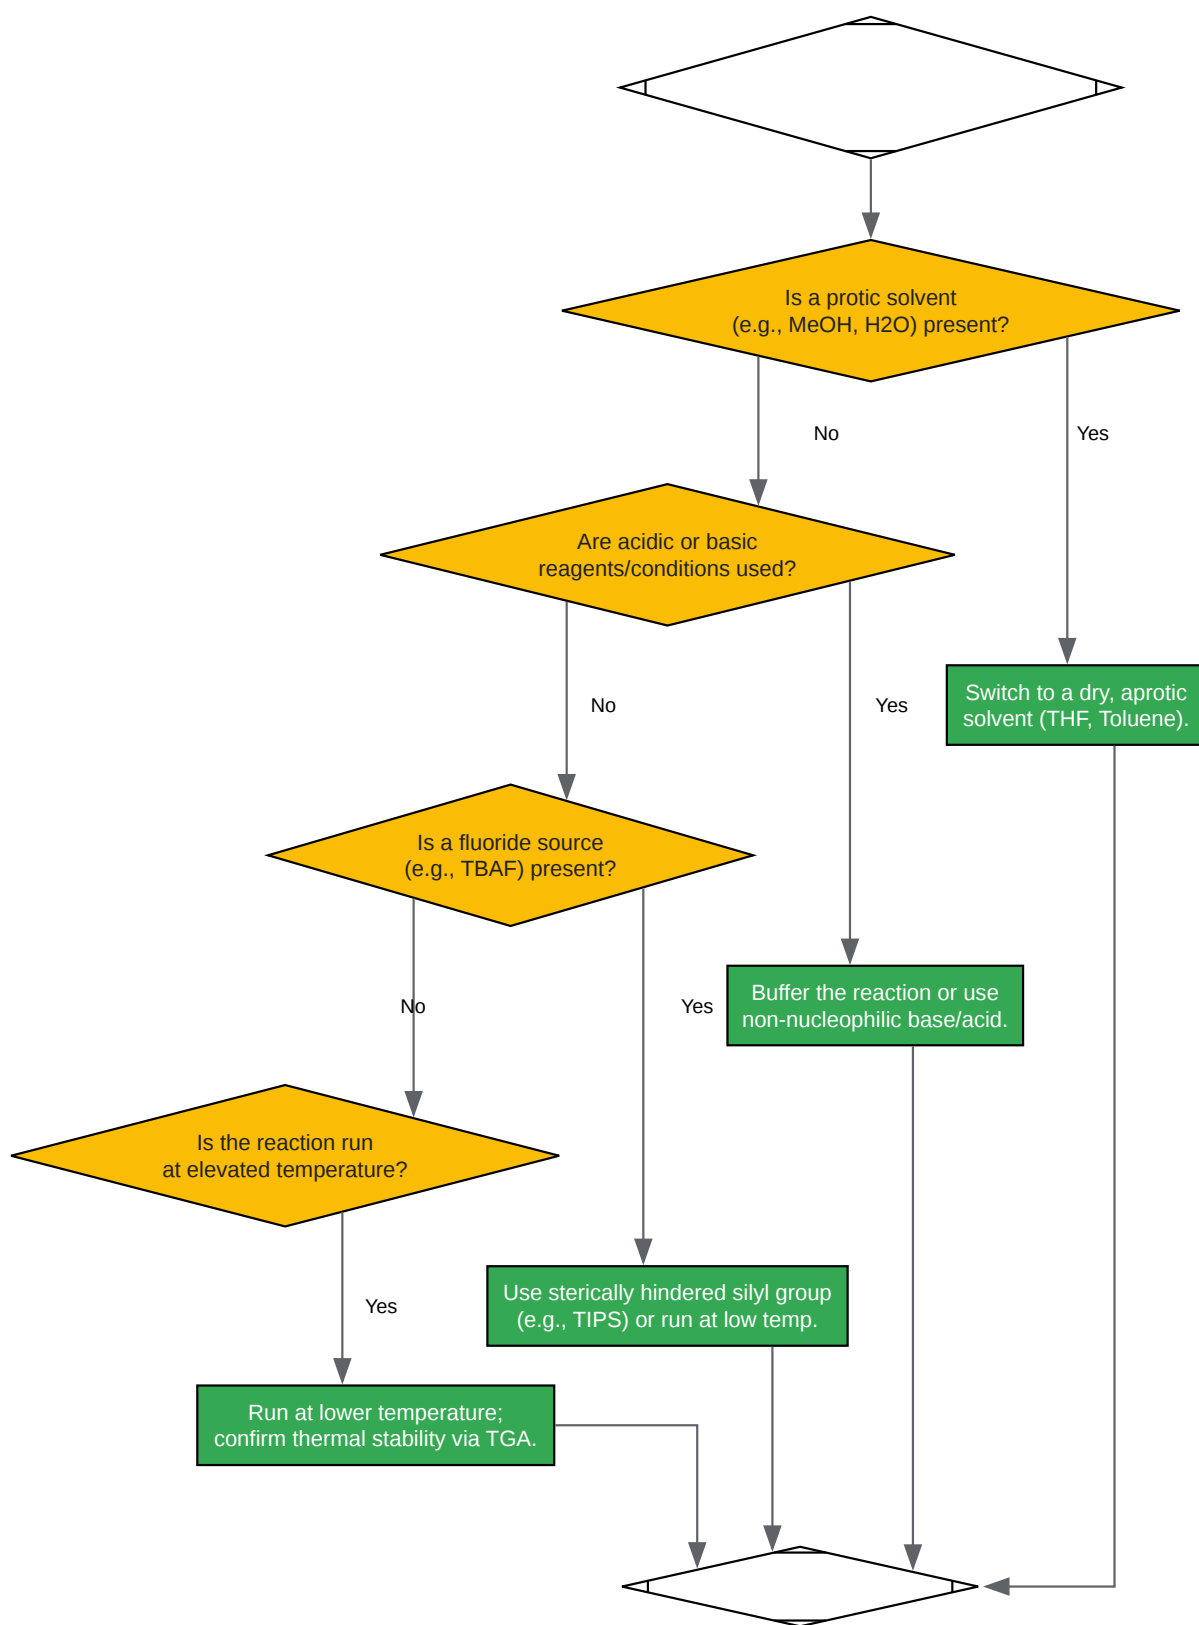 Is a protic solvent
(e.g., MeOH, H2O) present?
No
Yes
Are acidic or basic
reagents/conditions used?
No
Yes
Switch to a dry, aprotic
solvent (THF, Toluene).
Is a fluoride source
(e.g., TBAF) present?
No
Yes
Buffer the reaction or use
non-nucleophilic base/acid.
Is the reaction run
at elevated temperature?
Yes
Use sterically hindered silyl group
(e.g., TIPS) or run at low temp.
Run at lower temperature;
confirm thermal stability via TGA.